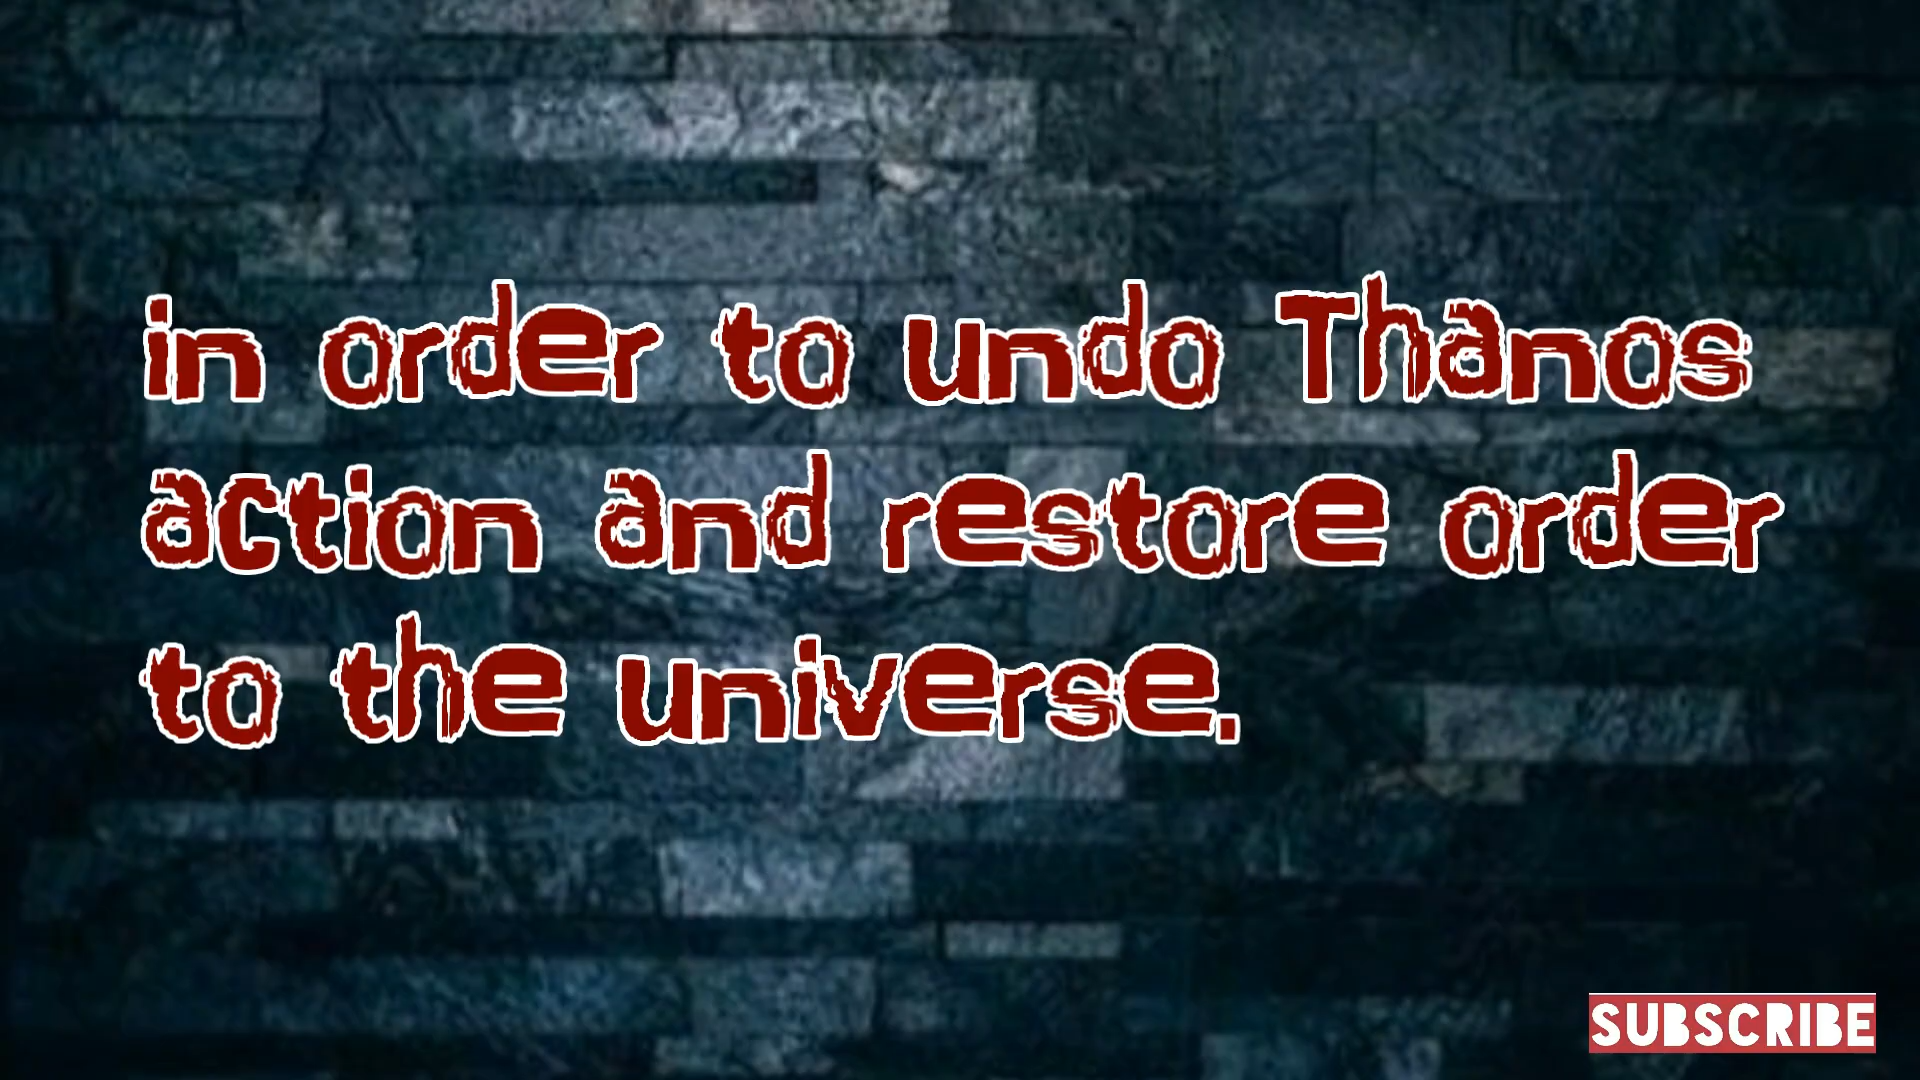 in order to undo Thanos
action and restore order
to the universe.
SUBSCRIBE